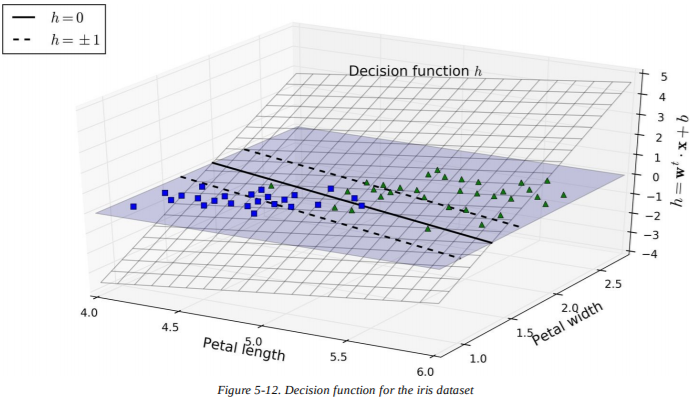 h = 0
h = ± 1
Decision function h
5
4
3
2
1
0
−1
−2
−3
−4
h = wᵗ · x + b
2.5
2.0
1.5
1.0
Petal width
4.0
4.5
5.0
5.5
6.0
Petal length
Figure 5-12. Decision function for the iris dataset